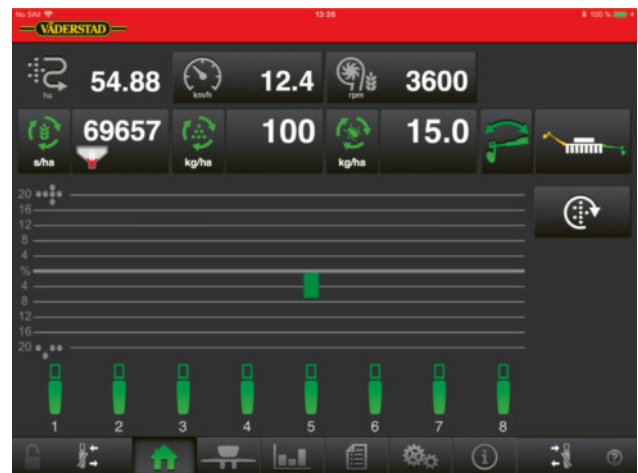 No SIM 13:26 100 %
VÄDERSTAD
54.88 12.4 3600
ha km/h rpm
69657 100 15.0
s/ha kg/ha kg/ha
20
16
12
8
4
%
4
8
12
16
20
1 2 3 4 5 6 7 8